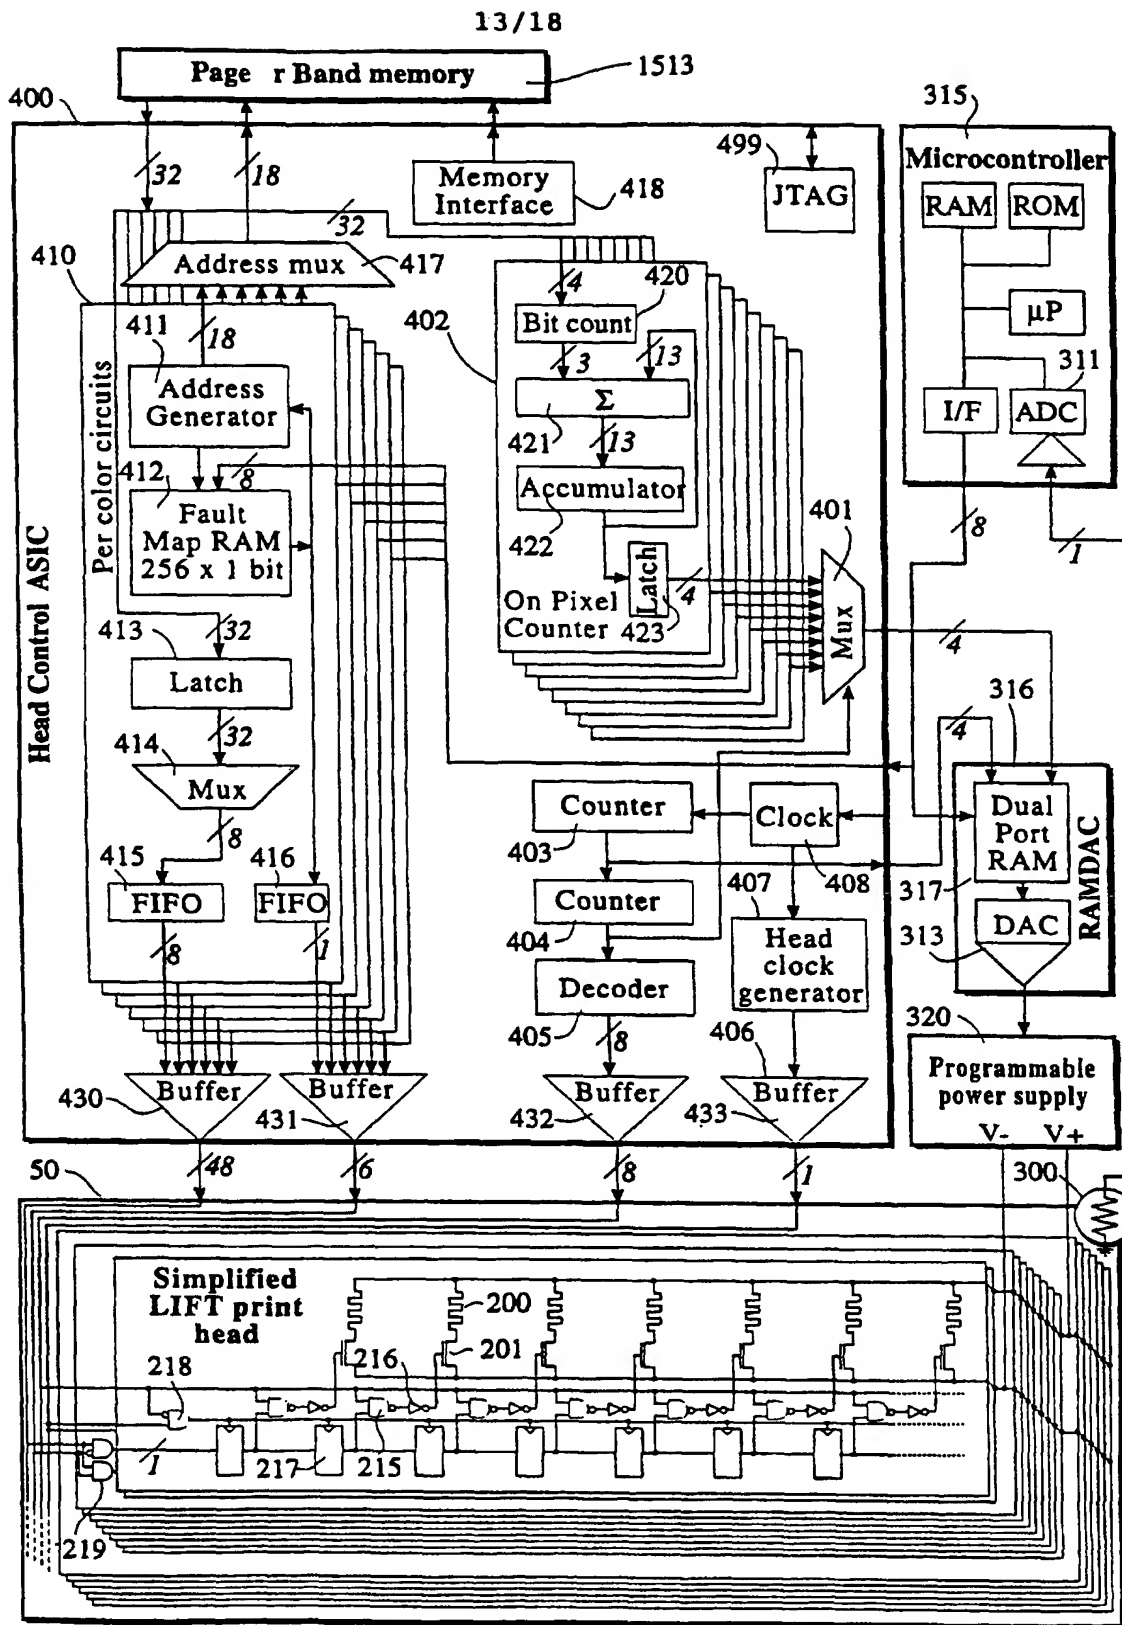 13/18
Page r Band memory
1513
400
315
32
18
Memory
Interface
418
499
JTAG
Microcontroller
RAM
ROM
32
410
Address mux
417
µP
411
18
402
4
420
Bit count
3
13
311
I/F
ADC
Address
Generator
Σ
421
13
412
8
Accumulator
422
Fault
Map RAM
256 x 1 bit
Per color circuits
Head Control ASIC
401
8
1
Latch
4
On Pixel
Counter
423
Mux
4
413
32
Latch
32
316
4
414
Mux
8
Counter
403
Clock
408
Dual
Port
RAM
317
RAMDAC
415
416
FIFO
FIFO
407
Counter
404
DAC
313
8
1
Head
clock
generator
Decoder
405
8
406
320
Programmable
power supply
V-
V+
Buffer
430
Buffer
431
Buffer
432
Buffer
433
50
48
6
8
1
300
Simplified
LIFT print
head
200
201
216
218
1
217
215
219